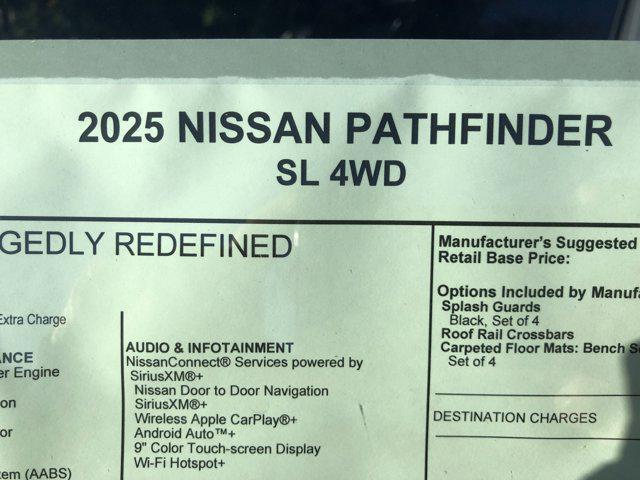 2025 NISSAN PATHFINDER
SL 4WD
GEDLY REDEFINED
Extra Charge
ANCE
er Engine
on
or
tem (AABS)
AUDIO & INFOTAINMENT
NissanConnect® Services powered by
SiriusXM®+
Nissan Door to Door Navigation
SiriusXM®+
Wireless Apple CarPlay®+
Android Auto™+
9" Color Touch-screen Display
Wi-Fi Hotspot+
Manufacturer's Suggested
Retail Base Price:
Options Included by Manufa
Splash Guards
Black, Set of 4
Roof Rail Crossbars
Carpeted Floor Mats: Bench S
Set of 4
DESTINATION CHARGES